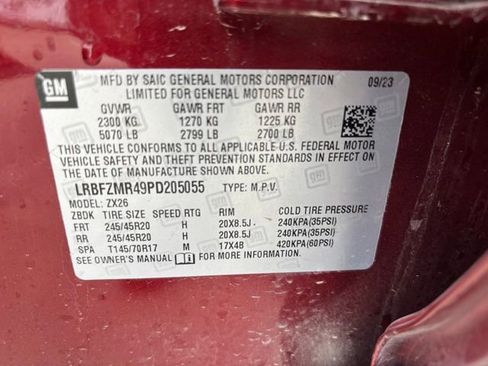 GM
MFD BY SAIC GENERAL MOTORS CORPORATION 09/23
LIMITED FOR GENERAL MOTORS LLC
GVWR GAWR FRT GAWR RR
2300 KG 1270 KG 1225 KG
5070 LB 2799 LB 2700 LB
THIS VEHICLE CONFORMS TO ALL APPLICABLE U.S. FEDERAL MOTOR
VEHICLE SAFETY AND THEFT PREVENTION STANDARDS IN EFFECT ON
THE DATE OF MANUFACTURE SHOWN ABOVE.
LRBFZMR49PD205055 TYPE: M.P.V.
MODEL: ZX26
ZBDK TIRE SIZE SPEED RTG RIM COLD TIRE PRESSURE
FRT 245/45R20 H 20X8.5J 240KPA(35PSI)
RR 245/45R20 H 20X8.5J 240KPA(35PSI)
SPA T145/70R17 M 17X4B 420KPA(60PSI)
SEE OWNER'S MANUAL FOR MORE INFORMATION